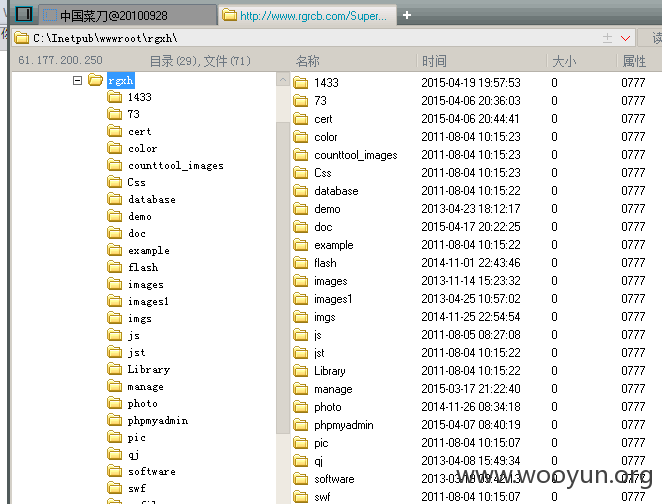 中国菜刀@20100928
http://www.rgrcb.com/Super...
C:\Inetpub\wwwroot\rgxh\
读
61.177.200.250 目录(29),文件(71) 名称 时间 大小 属性
rgxh
1433
73
cert
color
counttool_images
Css
database
demo
doc
example
flash
images
images1
imgs
js
jst
Library
manage
photo
phpmyadmin
pic
qj
software
swf
1433 2015-04-19 19:57:53 0 0777
73 2015-04-06 20:36:03 0 0777
cert 2015-04-06 20:44:41 0 0777
color 2011-08-04 10:15:23 0 0777
counttool_images 2011-08-04 10:15:23 0 0777
Css 2011-08-04 10:15:23 0 0777
database 2011-08-04 10:15:22 0 0777
demo 2013-04-23 18:12:17 0 0777
doc 2015-04-17 20:22:25 0 0777
example 2011-08-04 10:15:22 0 0777
flash 2014-11-01 22:43:46 0 0777
images 2013-11-14 15:23:32 0 0777
images1 2013-04-25 10:57:02 0 0777
imgs 2014-11-25 22:54:54 0 0777
js 2011-08-05 08:27:08 0 0777
jst 2011-08-04 10:15:22 0 0777
Library 2011-08-04 10:15:22 0 0777
manage 2015-03-17 21:22:40 0 0777
photo 2014-11-26 08:34:18 0 0777
phpmyadmin 2015-04-07 08:40:19 0 0777
pic 2011-08-04 10:15:07 0 0777
qj 2013-04-08 15:49:34 0 0777
software 0 0777
swf 2011-08-04 10:15:07 0 0777
www.wooyun.org